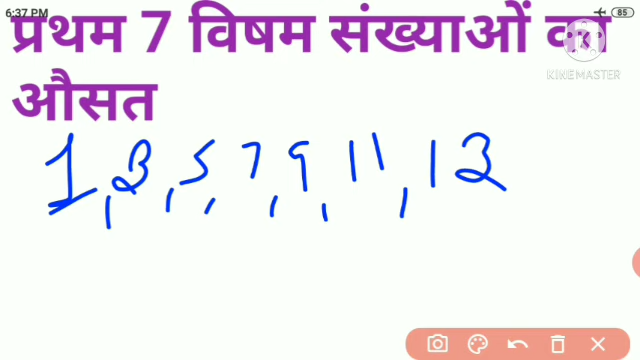 6:37 PM
85
प्रथम 7 विषम संख्याओं का
KINEMASTER
औसत
1, 3, 5, 7, 9, 11, 13